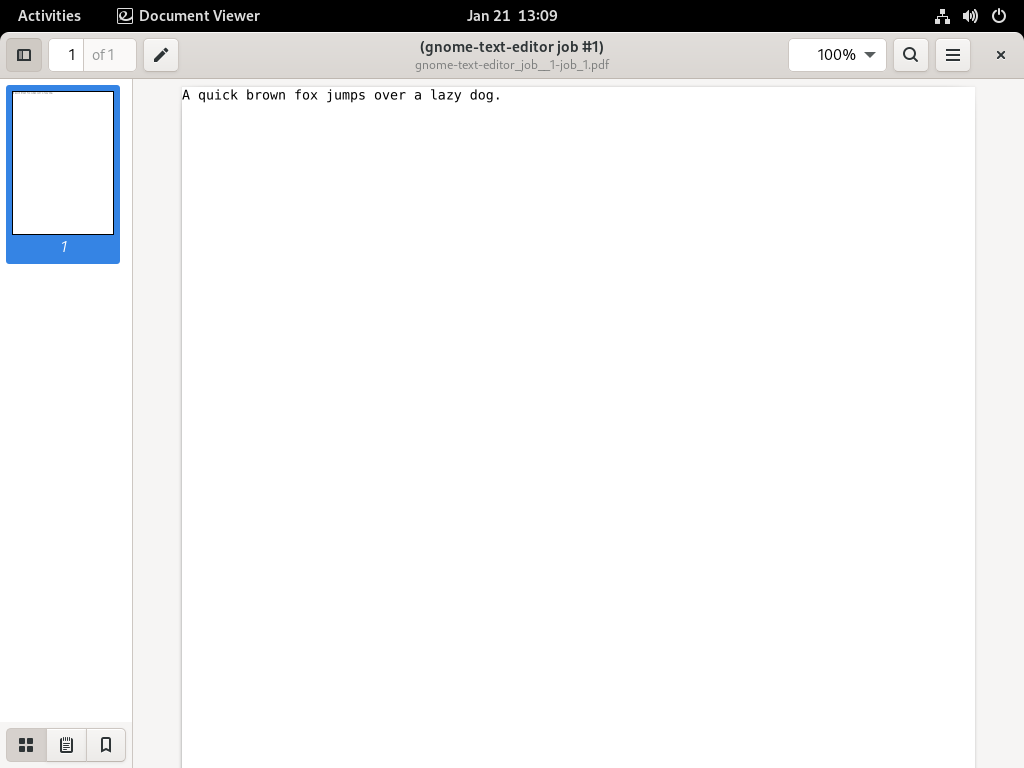 Activities
Document Viewer
Jan 21 13:09
1 of 1
(gnome-text-editor job #1)
gnome-text-editor_job__1-job_1.pdf
100%
A quick brown fox jumps over a lazy dog.
1